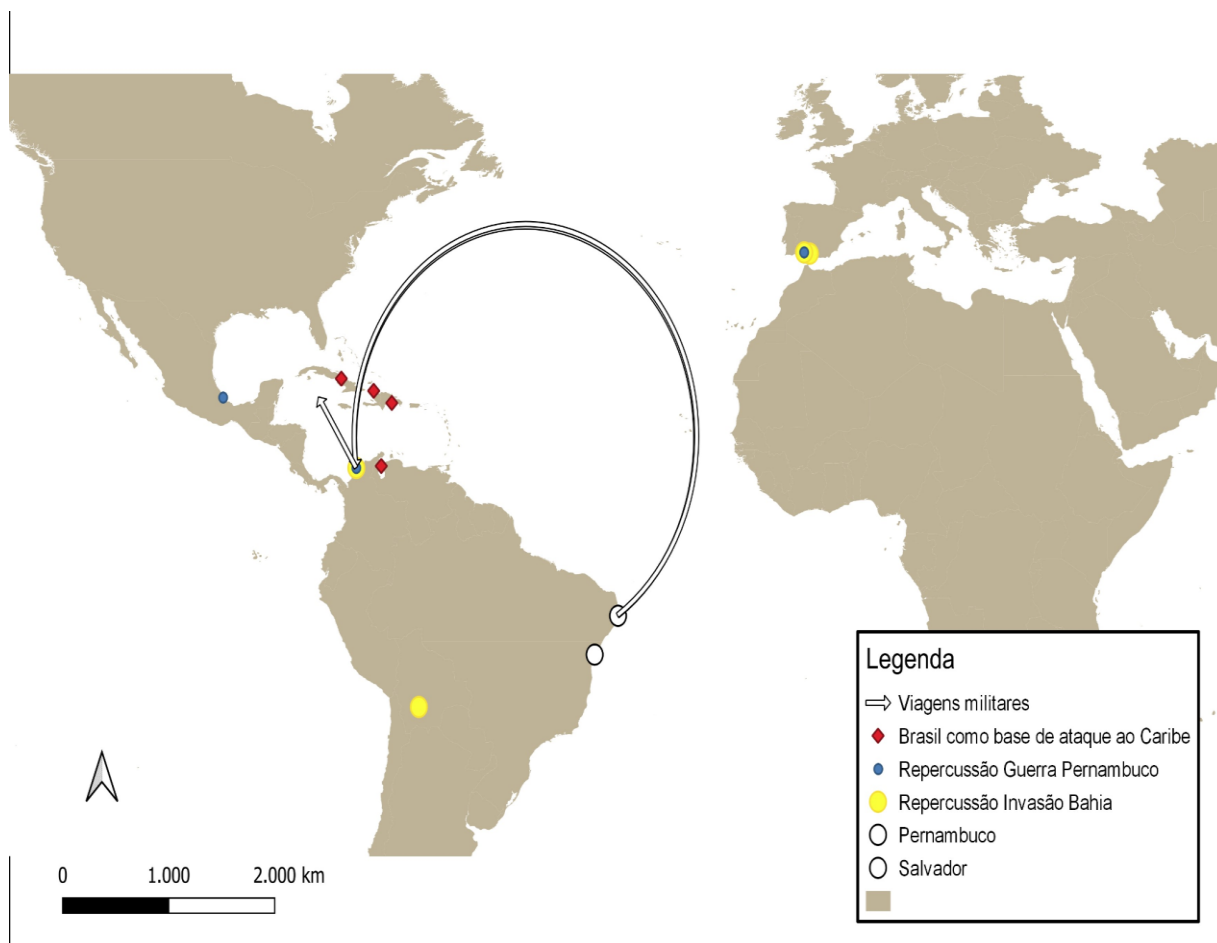 Legenda
Viagens militares
Brasil como base de ataque ao Caribe
Repercussão Guerra Pernambuco
Repercussão Invasão Bahia
Pernambuco
Salvador
0 1.000 2.000 km